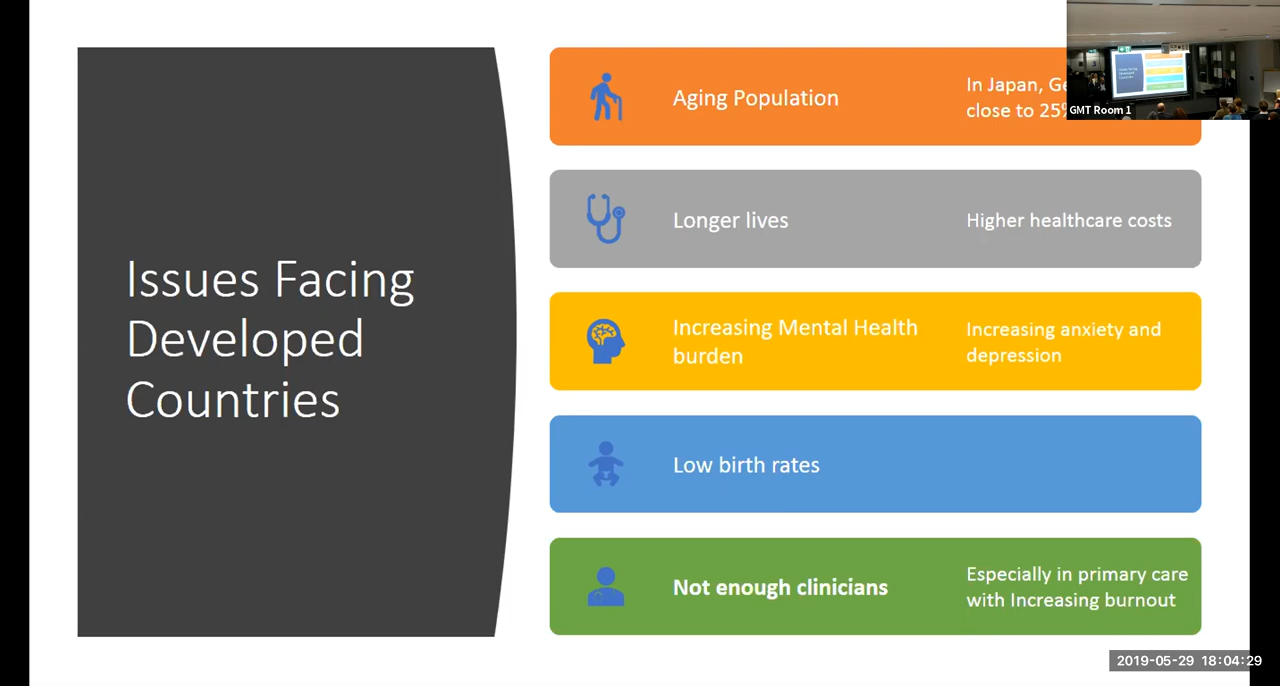 Issues Facing
Developed
Countries
Aging Population
In Japan,
close to
GMT Room 1
Longer lives
Higher healthcare costs
Increasing Mental Health
burden
Increasing anxiety and
depression
Low birth rates
Not enough clinicians
Especially in primary care
with Increasing burnout
2019-05-29 18:04:29